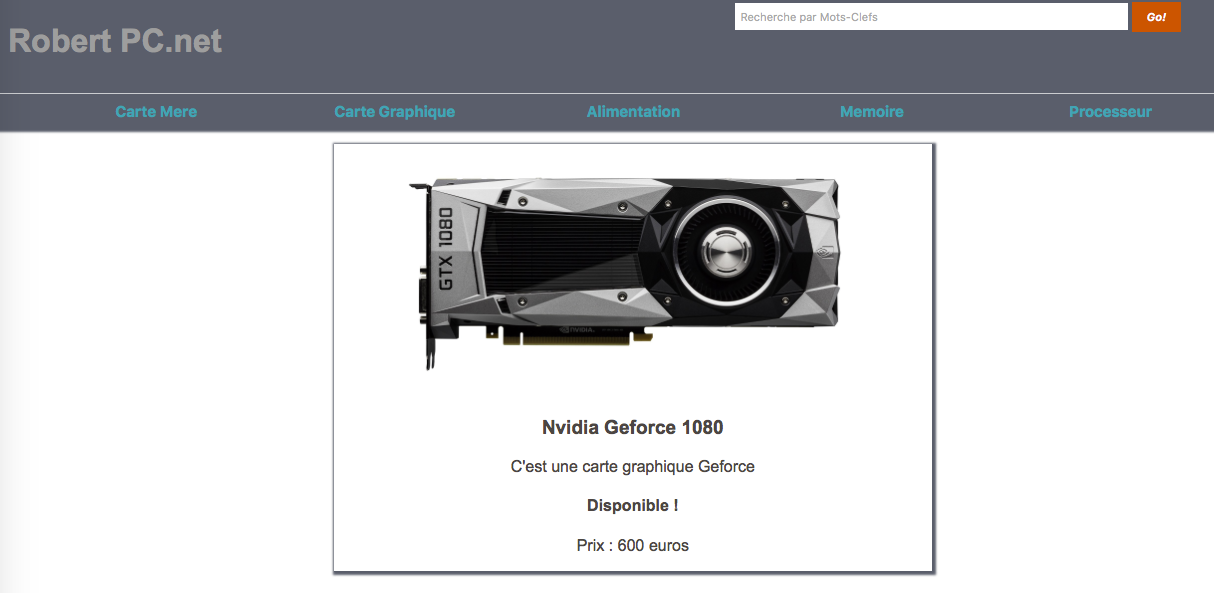 Robert PC.net
Recherche par Mots-Clefs
Go!
Carte Mere
Carte Graphique
Alimentation
Memoire
Processeur
GTX 1080
NVIDIA.
Nvidia Geforce 1080
C'est une carte graphique Geforce
Disponible !
Prix : 600 euros